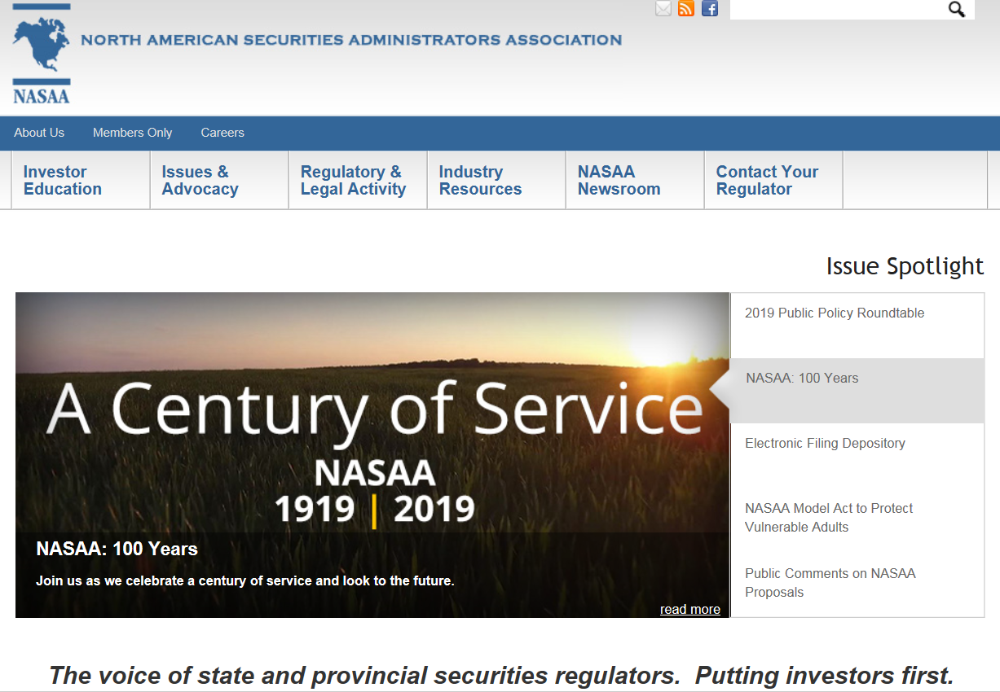 NORTH AMERICAN SECURITIES ADMINISTRATORS ASSOCIATION
NASAA
About Us
Members Only
Careers
Investor
Education
Issues &
Advocacy
Regulatory &
Legal Activity
Industry
Resources
NASAA
Newsroom
Contact Your
Regulator
Issue Spotlight
A Century of Service
NASAA
1919 | 2019
NASAA: 100 Years
Join us as we celebrate a century of service and look to the future.
read more
2019 Public Policy Roundtable
NASAA: 100 Years
Electronic Filing Depository
NASAA Model Act to Protect
Vulnerable Adults
Public Comments on NASAA
Proposals
The voice of state and provincial securities regulators.  Putting investors first.